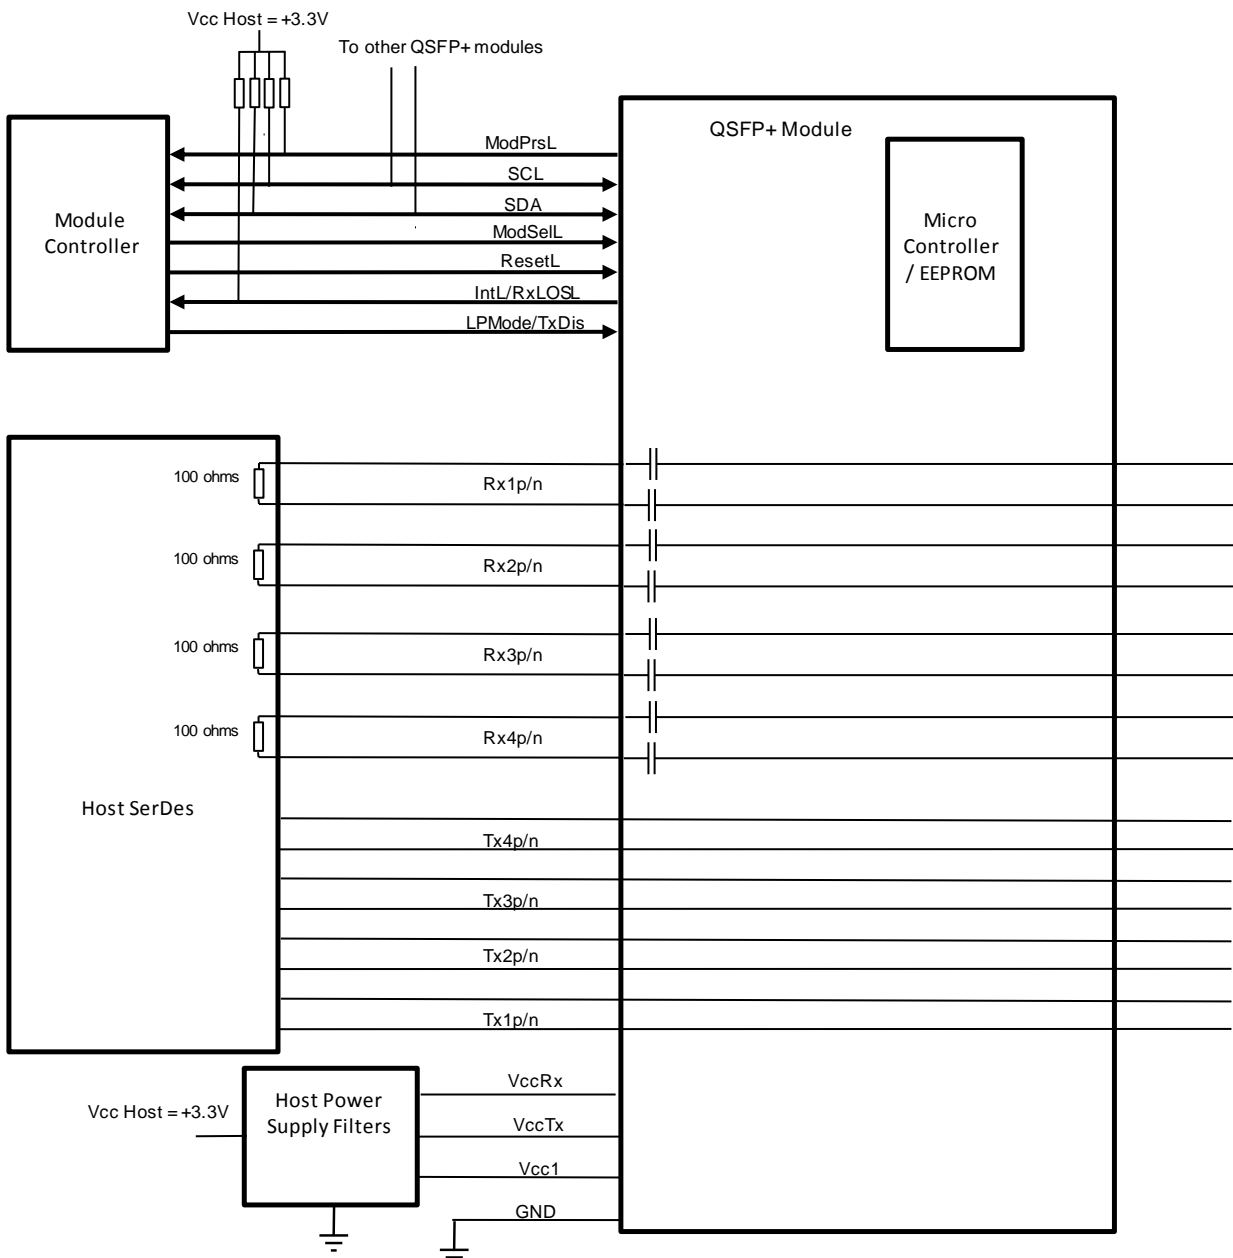 Vcc Host = +3.3V
To other QSFP+ modules
QSFP+ Module
ModPrsL
SCL
SDA
ModSelL
ResetL
IntL/RxLOSL
LPMode/TxDis
Module
Controller
Micro
Controller
/ EEPROM
100 ohms
Rx1p/n
100 ohms
Rx2p/n
100 ohms
Rx3p/n
100 ohms
Rx4p/n
Host SerDes
Tx4p/n
Tx3p/n
Tx2p/n
Tx1p/n
Vcc Host = +3.3V
Host Power
Supply Filters
VccRx
VccTx
Vcc1
GND